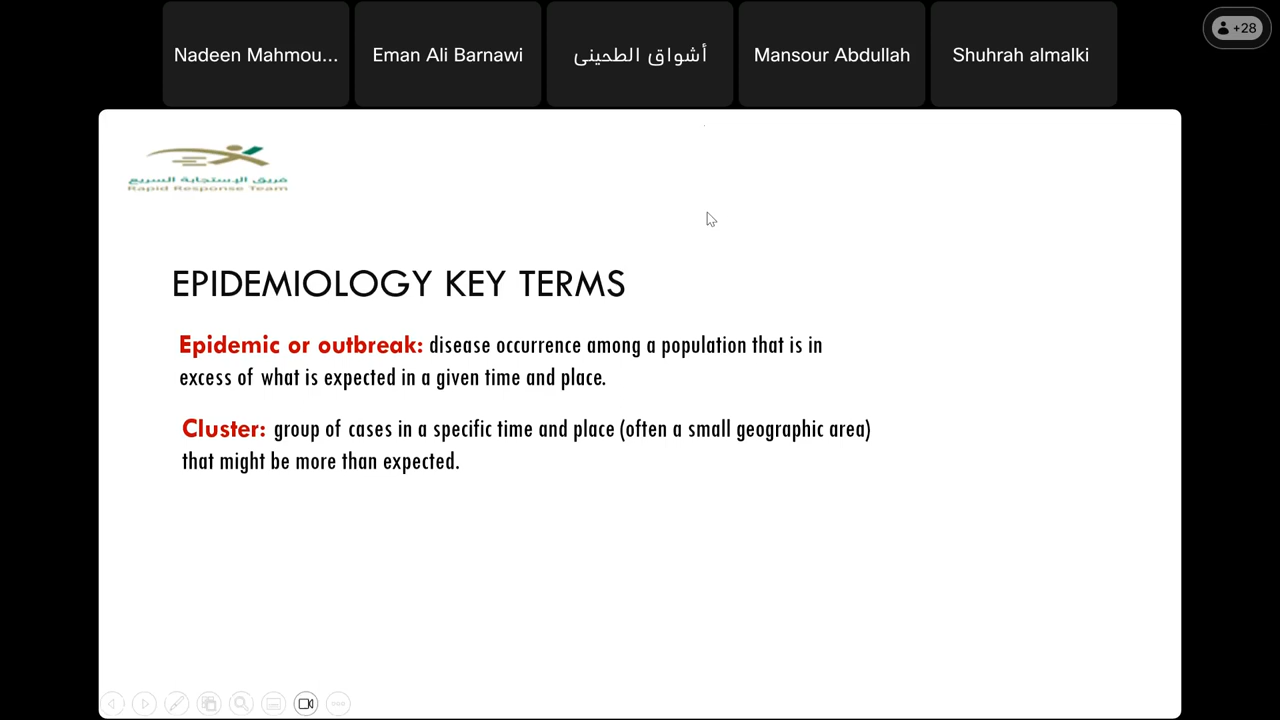 Nadeen Mahmou...
Eman Ali Barnawi
أشواق الطحينى
Mansour Abdullah
Shuhrah almalki
+28
فريق الإستجابة السريع
Rapid Response Team
EPIDEMIOLOGY KEY TERMS
Epidemic or outbreak: disease occurrence among a population that is in
excess of what is expected in a given time and place.
Cluster: group of cases in a specific time and place (often a small geographic area)
that might be more than expected.